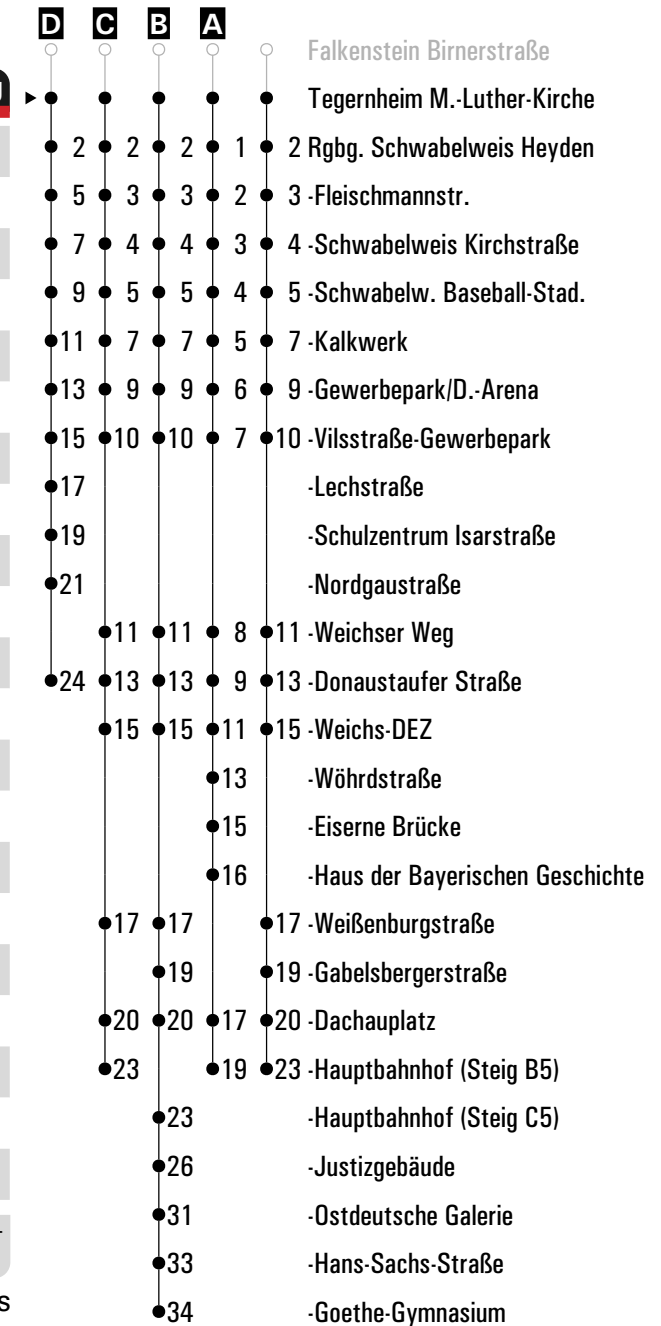 D C B A
Falkenstein Birnerstraße
Tegernheim M.-Luther-Kirche
2 2 2 1 2 Rgbg. Schwabelweis Heyden
5 3 3 2 3 -Fleischmannstr.
7 4 4 3 4 -Schwabelweis Kirchstraße
9 5 5 4 5 -Schwabelw. Baseball-Stad.
11 7 7 5 7 -Kalkwerk
13 9 9 6 9 -Gewerbepark/D.-Arena
15 10 10 7 10 -Vilsstraße-Gewerbepark
17 -Lechstraße
19 -Schulzentrum Isarstraße
21 -Nordgaustraße
11 11 8 11 -Weichser Weg
24 13 13 9 13 -Donaustaufer Straße
15 15 11 15 -Weichs-DEZ
13 -Wöhrdstraße
15 -Eiserne Brücke
16 -Haus der Bayerischen Geschichte
17 17 17 -Weißenburgstraße
19 19 -Gabelsbergerstraße
20 20 17 20 -Dachauplatz
23 19 23 -Hauptbahnhof (Steig B5)
23 -Hauptbahnhof (Steig C5)
26 -Justizgebäude
31 -Ostdeutsche Galerie
33 -Hans-Sachs-Straße
34 -Goethe-Gymnasium